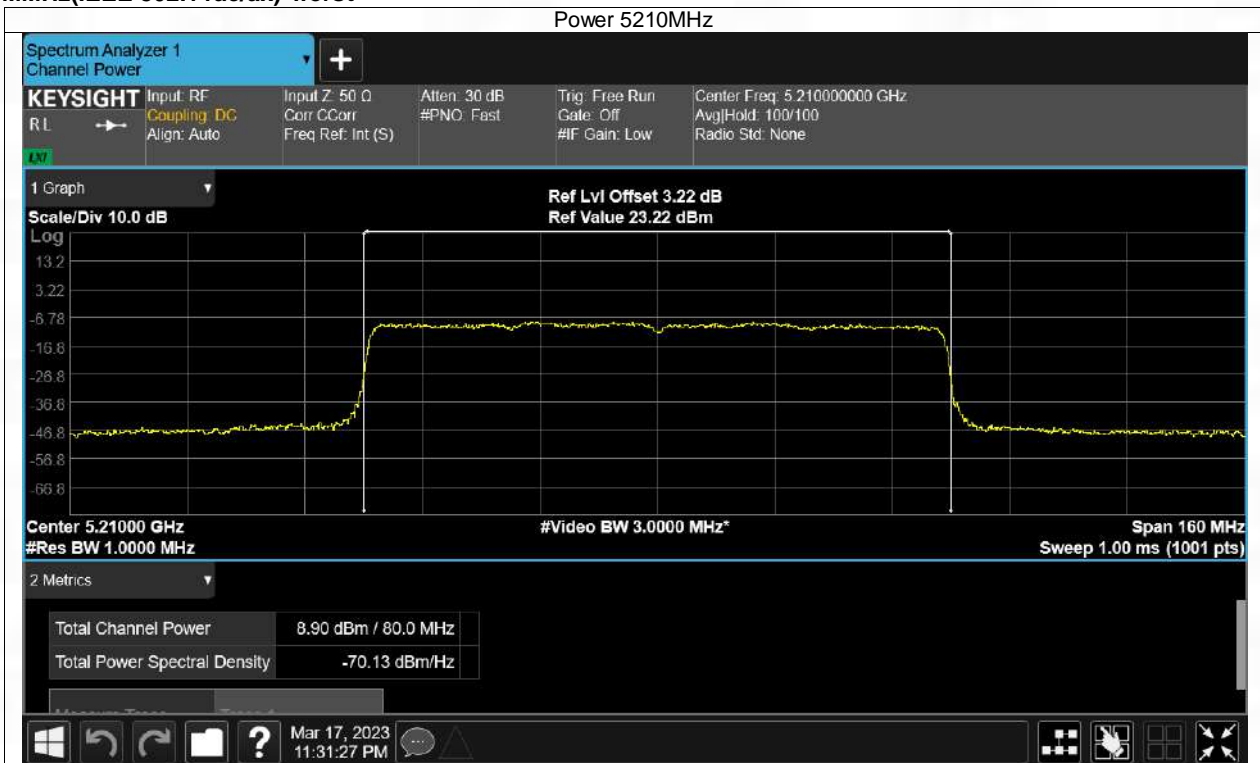 Power 5210MHz
Spectrum Analyzer 1
Channel Power
+
KEYSIGHT
RL
LXI
Input: RF
Coupling: DC
Align: Auto
Input Z: 50 Ω
Corr CCorr
Freq Ref: Int (S)
Atten: 30 dB
#PNO: Fast
Trig: Free Run
Gate: Off
#IF Gain: Low
Center Freq: 5.210000000 GHz
Avg|Hold: 100/100
Radio Std: None
1 Graph
Scale/Div 10.0 dB
Ref Lvl Offset 3.22 dB
Ref Value 23.22 dBm
Log
13.2
3.22
-6.78
-16.8
-26.8
-36.8
-46.8
-56.8
-66.8
Center 5.21000 GHz
#Res BW 1.0000 MHz
#Video BW 3.0000 MHz*
Span 160 MHz
Sweep 1.00 ms (1001 pts)
2 Metrics
Total Channel Power 8.90 dBm / 80.0 MHz
Total Power Spectral Density -70.13 dBm/Hz
?
Mar 17, 2023
11:31:27 PM